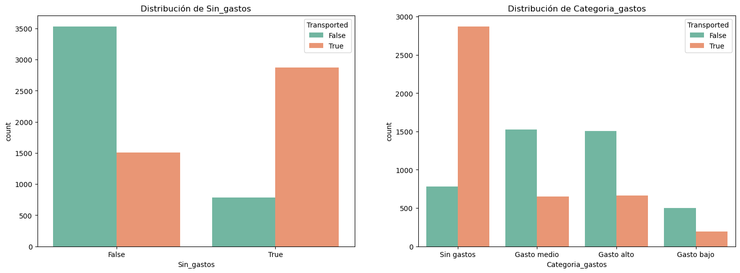 Distribución de Sin_gastos
Transported
False
True
3500
3000
2500
2000
1500
1000
500
0
count
False
True
Sin_gastos
Distribución de Categoria_gastos
Transported
False
True
3000
2500
2000
1500
1000
500
0
count
Sin gastos
Gasto medio
Gasto alto
Gasto bajo
Categoria_gastos